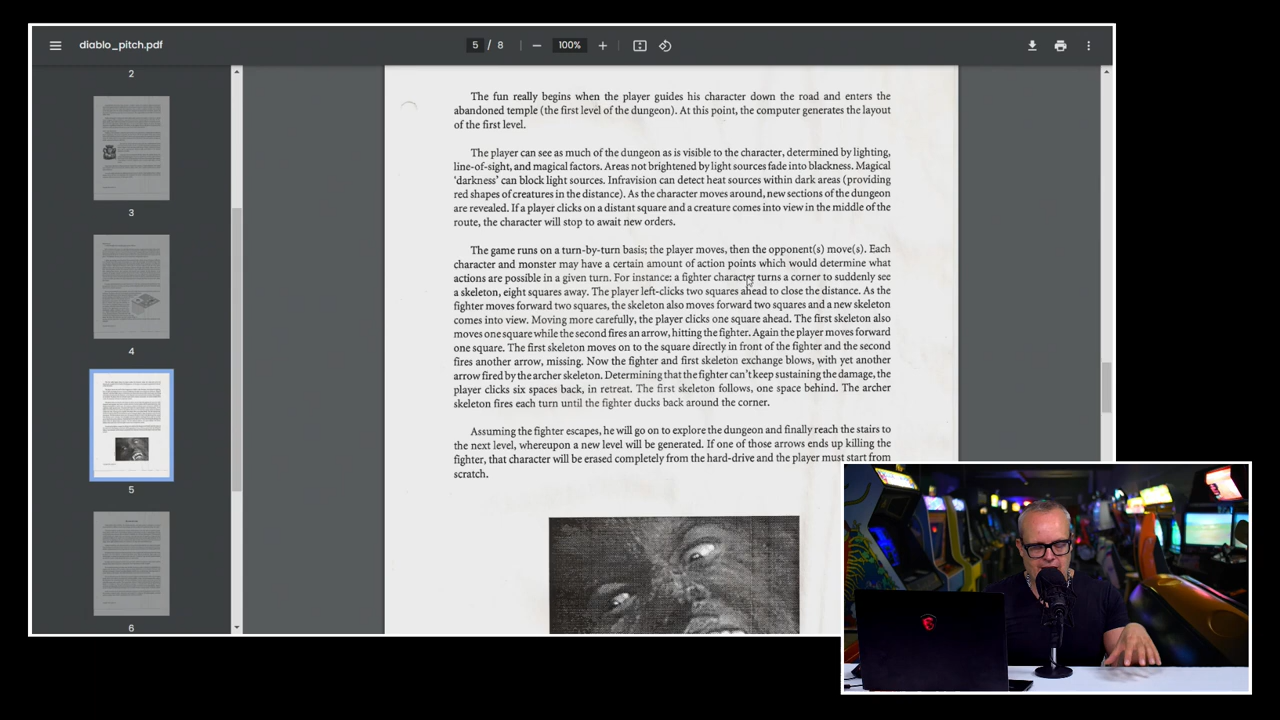 diablo_pitch.pdf
5 / 8
100%
2
3
4
5
6
The fun really begins when the player guides his character down the road and enters the
abandoned temple (the first level of the dungeon). At this point, the computer generates the layout
of the first level.
The player can see as much of the dungeon as is visible to the character, determined by lighting,
line-of-sight, and magical factors. Areas not brightened by light sources fade into blackness. Magical
'darkness' can block light sources. Infravision can detect heat sources within dark areas (providing
red shapes of creatures in the distance). As the character moves around, new sections of the dungeon
are revealed. If a player clicks on a distant square and a creature comes into view in the middle of the
route, the character will stop to await new orders.
The game runs on a turn-by-turn basis; the player moves, then the opponent(s) move(s). Each
character and monster may have a certain amount of action points which would determine what
actions are possible in a given turn. For instance: a fighter character turns a corner to suddenly see
a skeleton, eight squares away. The player left-clicks two squares ahead to close the distance. As the
fighter moves forward two squares, the skeleton also moves forward two squares and a new skeleton
comes into view. Moving more carefully, the player clicks one square ahead. The first skeleton also
moves one square while the second fires an arrow, hitting the fighter. Again the player moves forward
one square. The first skeleton moves on to the square directly in front of the fighter and the second
fires another arrow, missing. Now the fighter and first skeleton exchange blows, with yet another
arrow fired by the archer skeleton. Determining that the fighter can't keep sustaining the damage, the
player clicks six spaces back, in retreat. The first skeleton follows, one space behind. The archer
skeleton fires each turn until the fighter ducks back around the corner.
Assuming the fighter escapes, he will go on to explore the dungeon and finally reach the stairs to
the next level, whereupon a new level will be generated. If one of those arrows ends up killing the
fighter, that character will be erased completely from the hard-drive and the player must start from
scratch.